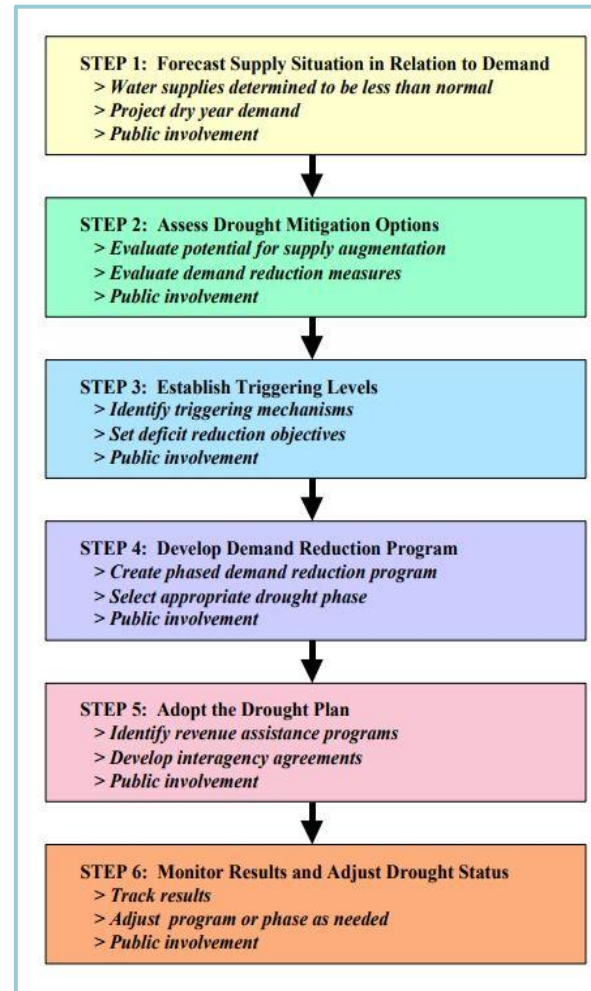 STEP 1: Forecast Supply Situation in Relation to Demand
> Water supplies determined to be less than normal
> Project dry year demand
> Public involvement
STEP 2: Assess Drought Mitigation Options
> Evaluate potential for supply augmentation
> Evaluate demand reduction measures
> Public involvement
STEP 3: Establish Triggering Levels
> Identify triggering mechanisms
> Set deficit reduction objectives
> Public involvement
STEP 4: Develop Demand Reduction Program
> Create phased demand reduction program
> Select appropriate drought phase
> Public involvement
STEP 5: Adopt the Drought Plan
> Identify revenue assistance programs
> Develop interagency agreements
> Public involvement
STEP 6: Monitor Results and Adjust Drought Status
> Track results
> Adjust program or phase as needed
> Public involvement